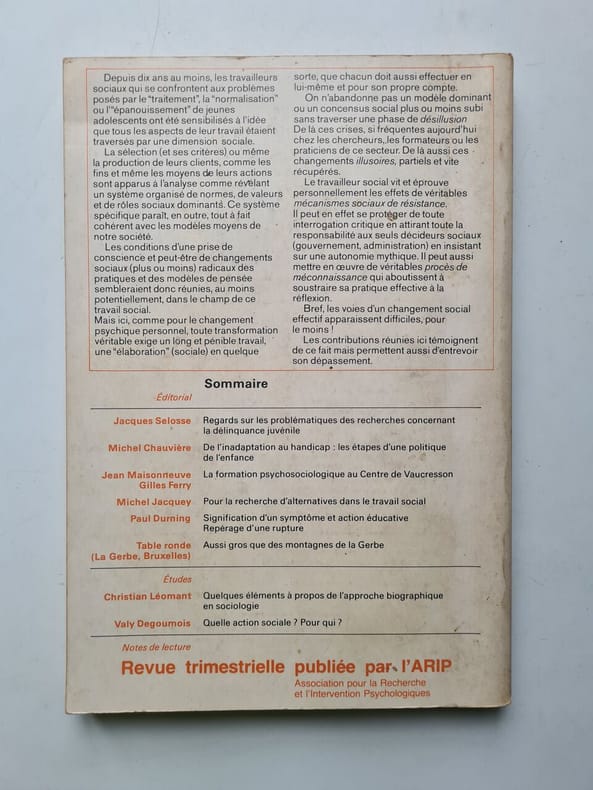 Depuis dix ans au moins, les travailleurs
sociaux qui se confrontent aux problèmes
posés par le "traitement", la "normalisation"
ou l'"épanouissement" de jeunes
adolescents ont été sensibilisés à l'idée
que tous les aspects de leur travail étaient
traversés par une dimension sociale.
La sélection (et ses critères) ou même
la production de leurs clients, comme les
fins et même les moyens de leurs actions
sont apparus à l'analyse comme révélant
un système organisé de normes, de valeurs
et de rôles sociaux dominants. Ce système
spécifique paraît, en outre, tout à fait
cohérent avec les modèles moyens de
notre société.
Les conditions d'une prise de
conscience et peut-être de changements
sociaux (plus ou moins) radicaux des
pratiques et des modèles de pensée
sembleraient donc réunies, au moins
potentiellement, dans le champ de ce
travail social.
Mais ici, comme pour le changement
psychique personnel, toute transformation
véritable exige un long et pénible travail,
une "élaboration" (sociale) en quelque
sorte, que chacun doit aussi effectuer en
lui-même et pour son propre compte.
On n'abandonne pas un modèle dominant
ou un concensus social plus ou moins subi
sans traverser une phase de désillusion
De là ces crises, si fréquentes aujourd'hui
chez les chercheurs, les formateurs ou les
praticiens de ce secteur. De là aussi ces
changements illusoires, partiels et vite
récupérés.
Le travailleur social vit et éprouve
personnellement les effets de véritables
mécanismes sociaux de résistance.
Il peut en effet se protéger de toute
interrogation critique en attirant toute la
responsabilité aux seuls décideurs sociaux
(gouvernement, administration) en insistant
sur une autonomie mythique. Il peut aussi
mettre en œuvre de véritables procès de
méconnaissance qui aboutissent à
soustraire sa pratique effective à la
réflexion.
Bref, les voies d'un changement social
effectif apparaissent difficiles, pour
le moins !
Les contributions réunies ici témoignent
de ce fait mais permettent aussi d'entrevoir
son dépassement.
Sommaire
Éditorial
Jacques Selosse Regards sur les problématiques des recherches concernant
la délinquance juvénile
Michel Chauvière De l'inadaptation au handicap : les étapes d'une politique
de l'enfance
Jean Maisonneuve La formation psychosociologique au Centre de Vaucresson
Gilles Ferry
Michel Jacquey Pour la recherche d'alternatives dans le travail social
Paul Durning Signification d'un symptôme et action éducative
Repérage d'une rupture
Table ronde Aussi gros que des montagnes de la Gerbe
(La Gerbe, Bruxelles)
Études
Christian Léomant Quelques éléments à propos de l'approche biographique
en sociologie
Valy Degoumois Quelle action sociale ? Pour qui ?
Notes de lecture
Revue trimestrielle publiée par l'ARIP
Association pour la Recherche
et l'Intervention Psychologiques